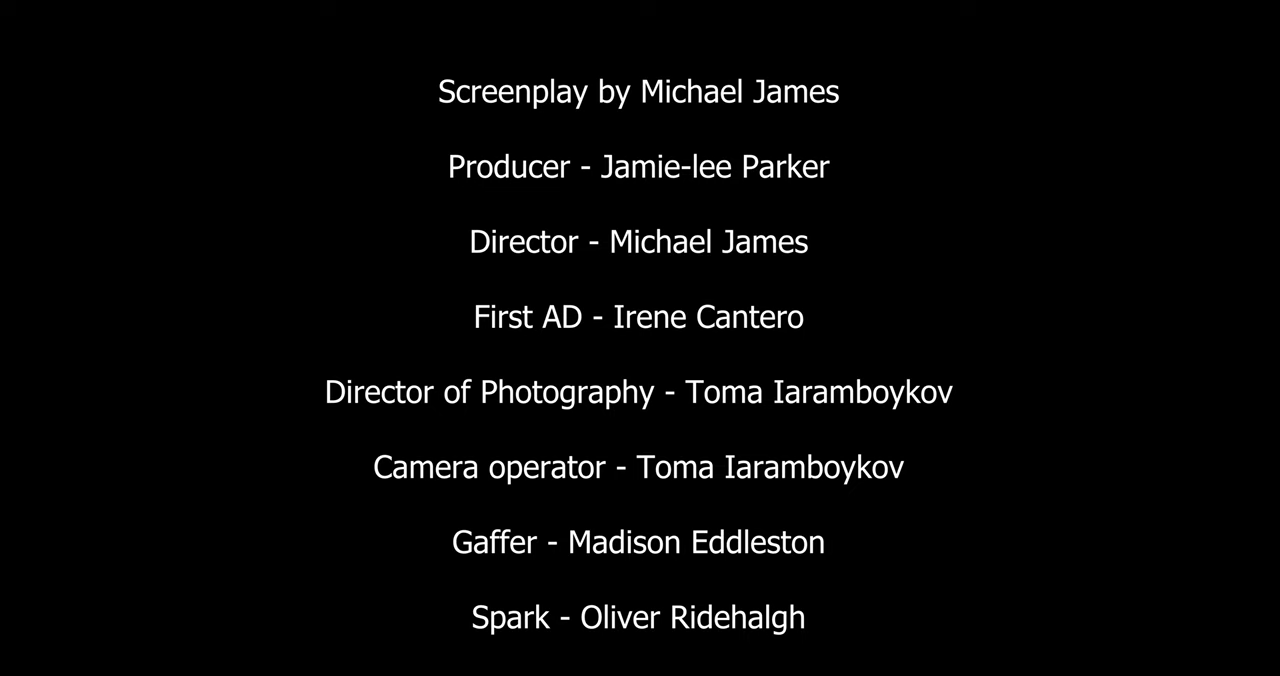 Screenplay by Michael James
Producer - Jamie-lee Parker
Director - Michael James
First AD - Irene Cantero
Director of Photography - Toma Iaramboykov
Camera operator - Toma Iaramboykov
Gaffer - Madison Eddleston
Spark - Oliver Ridehalgh